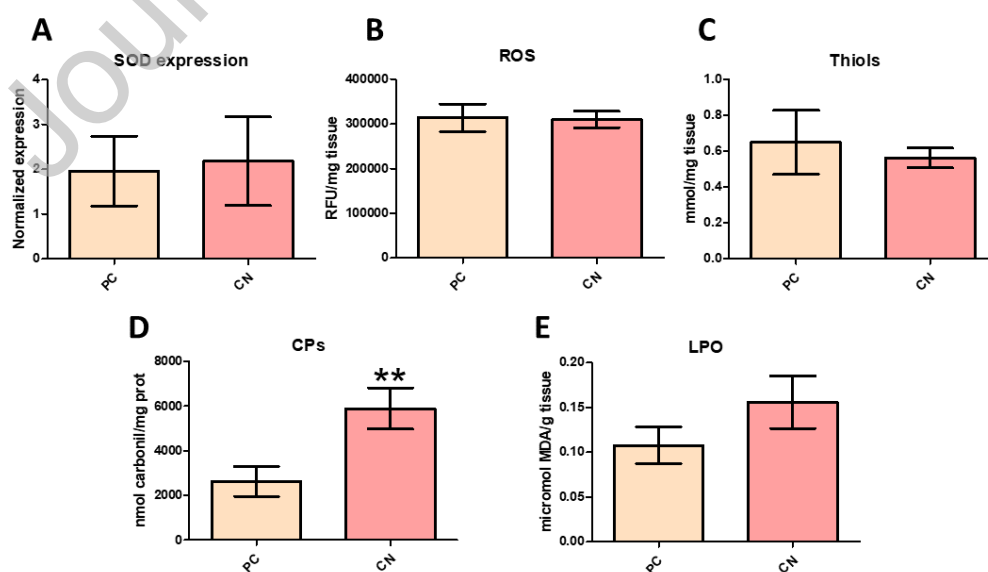 Jour
A
SOD expression
Normalized expression
4
3
2
1
0
PC
CN
B
ROS
RFU/mg tissue
400000
300000
200000
100000
0
PC
CN
C
Thiols
mmol/mg tissue
1.0
0.8
0.6
0.4
0.2
0.0
PC
CN
D
CPs
nmol carbonil/mg prot
8000
6000
4000
2000
0
**
PC
CN
E
LPO
micromol MDA/g tissue
0.20
0.15
0.10
0.05
0.00
PC
CN